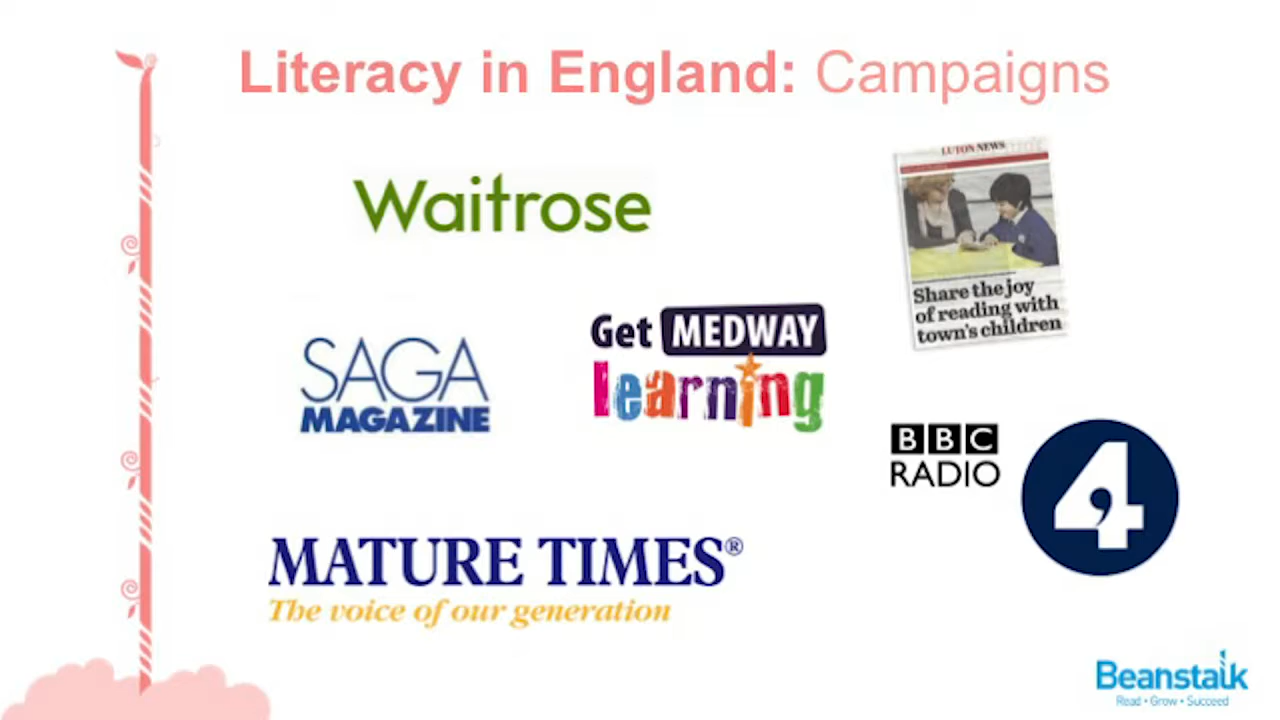 Literacy in England: Campaigns
Waitrose
LUTON NEWS
Share the joy
of reading with
town's children
SAGA
MAGAZINE
Get MEDWAY
learning
BBC
RADIO
4
MATURE TIMES®
The voice of our generation
Beanstalk
Read • Grow • Succeed